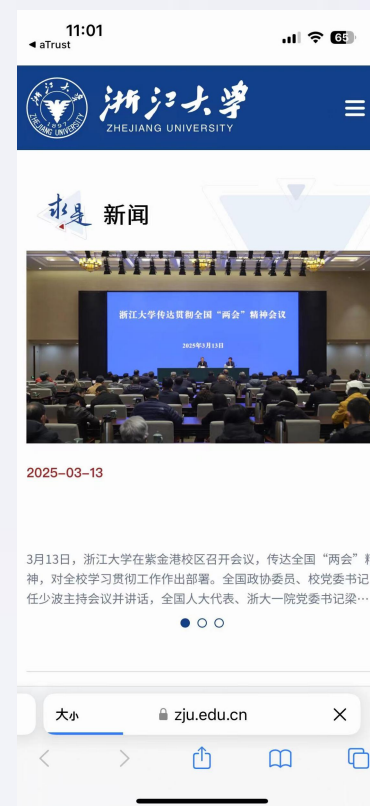 11:01
◀ aTrust
65
浙江大学
ZHEJIANG UNIVERSITY
求是 新闻
浙江大学传达贯彻全国“两会”精神会议
2025年3月13日
2025-03-13
3月13日，浙江大学在紫金港校区召开会议，传达全国“两会”精
神，对全校学习贯彻工作作出部署。全国政协委员、校党委书记
任少波主持会议并讲话，全国人大代表、浙大一院党委书记梁…
大小
zju.edu.cn